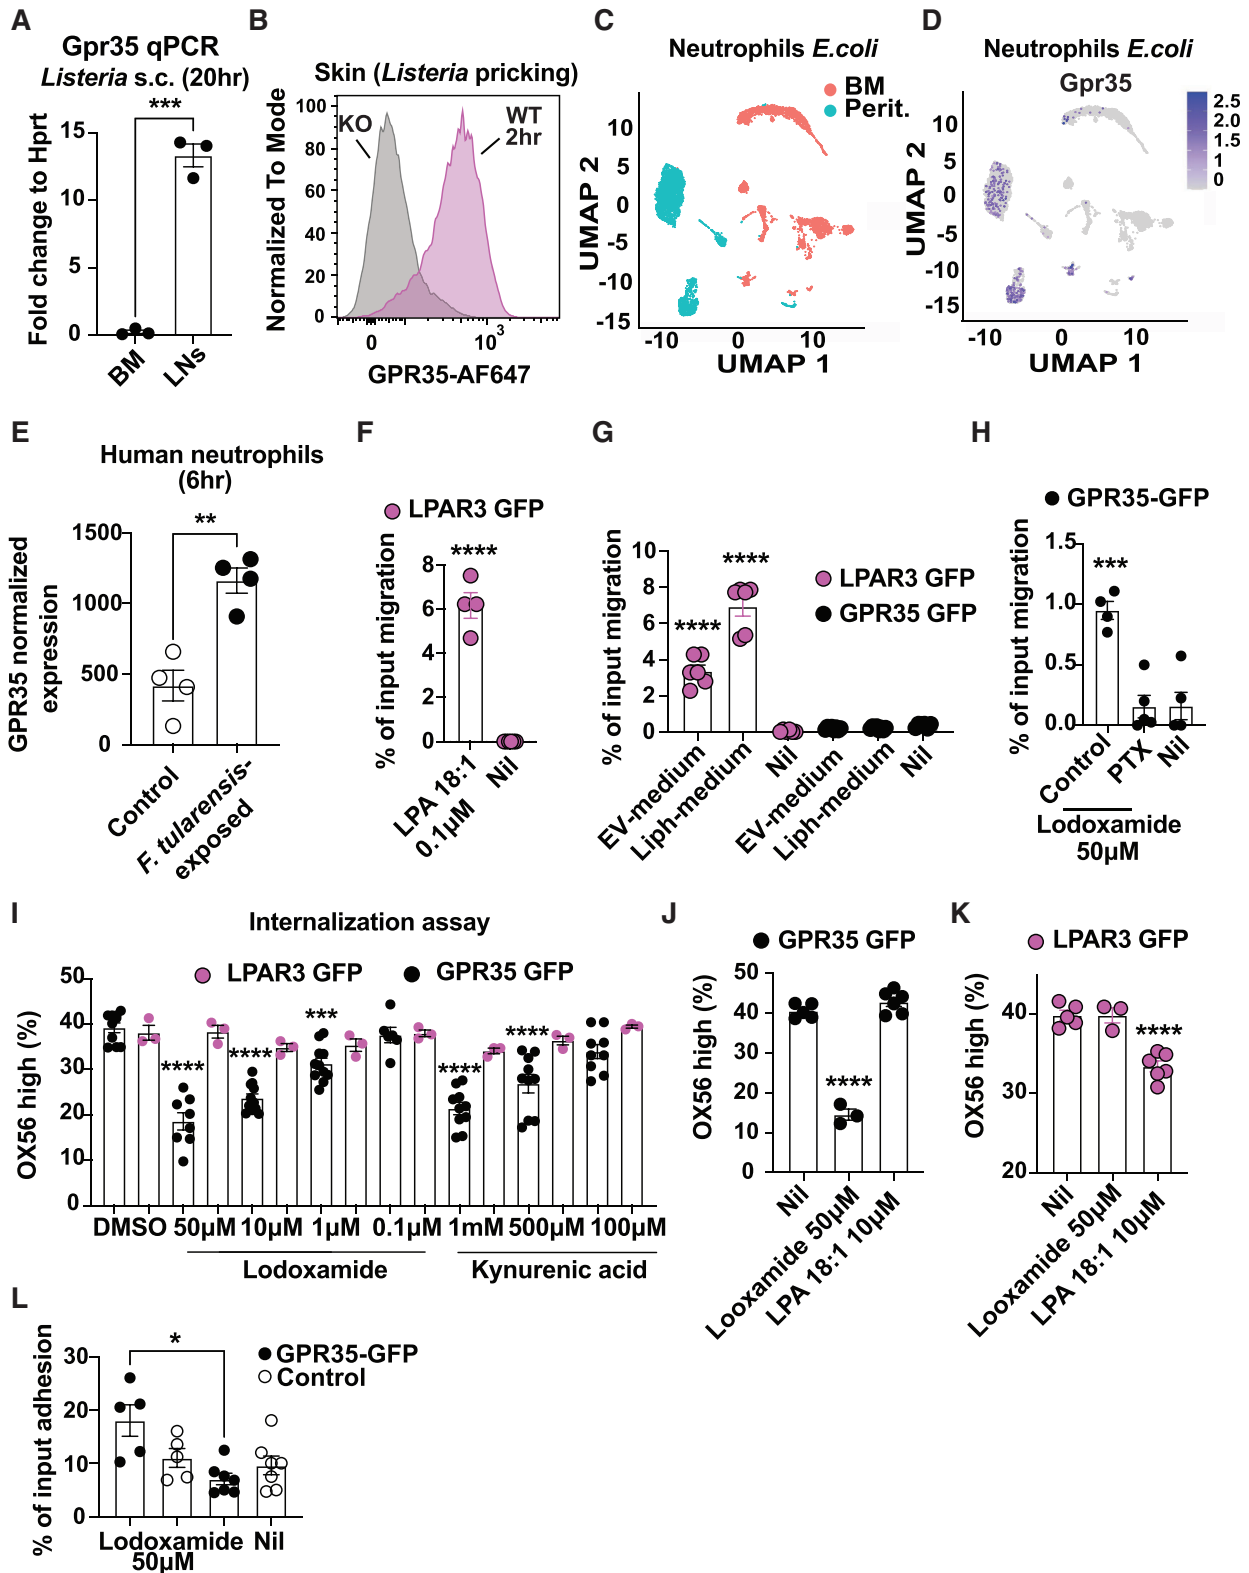 A
Gpr35 qPCR
Listeria s.c. (20hr)
***
Fold change to Hprt
15
10
5
0
BM
LNs
B
Skin (Listeria pricking)
Normalized To Mode
100
80
60
40
20
0
KO
WT
2hr
0
10³
GPR35-AF647
C
Neutrophils E.coli
BM
Perit.
UMAP 2
10
5
0
-5
-10
-15
-10
0
10
UMAP 1
D
Neutrophils E.coli
Gpr35
2.5
2.0
1.5
1
0
UMAP 2
10
5
0
-5
-10
-15
-10
0
10
UMAP 1
E
Human neutrophils
(6hr)
**
GPR35 normalized
expression
1500
1000
500
0
Control
F. tularensis-
exposed
F
LPAR3 GFP
****
% of input migration
8
6
4
2
0
LPA 18:1
0.1µM
Nil
G
LPAR3 GFP
GPR35 GFP
****
****
% of input migration
10
8
6
4
2
0
EV-medium
Liph-medium
Nil
EV-medium
Liph-medium
Nil
H
GPR35-GFP
***
% of input migration
1.5
1.0
0.5
0.0
Control
PTX
Nil
Lodoxamide
50µM
I
Internalization assay
LPAR3 GFP
GPR35 GFP
OX56 high (%)
50
40
30
20
10
0
****
****
***
****
****
DMSO
50µM
10µM
1µM
0.1µM
1mM
500µM
100µM
Lodoxamide
Kynurenic acid
J
GPR35 GFP
OX56 high (%)
50
40
30
20
10
0
****
Nil
Looxamide 50µM
LPA 18:1 10µM
K
LPAR3 GFP
OX56 high (%)
40
30
20
****
Nil
Looxamide 50µM
LPA 18:1 10µM
L
*
GPR35-GFP
Control
% of input adhesion
30
20
10
0
Lodoxamide
50µM
Nil